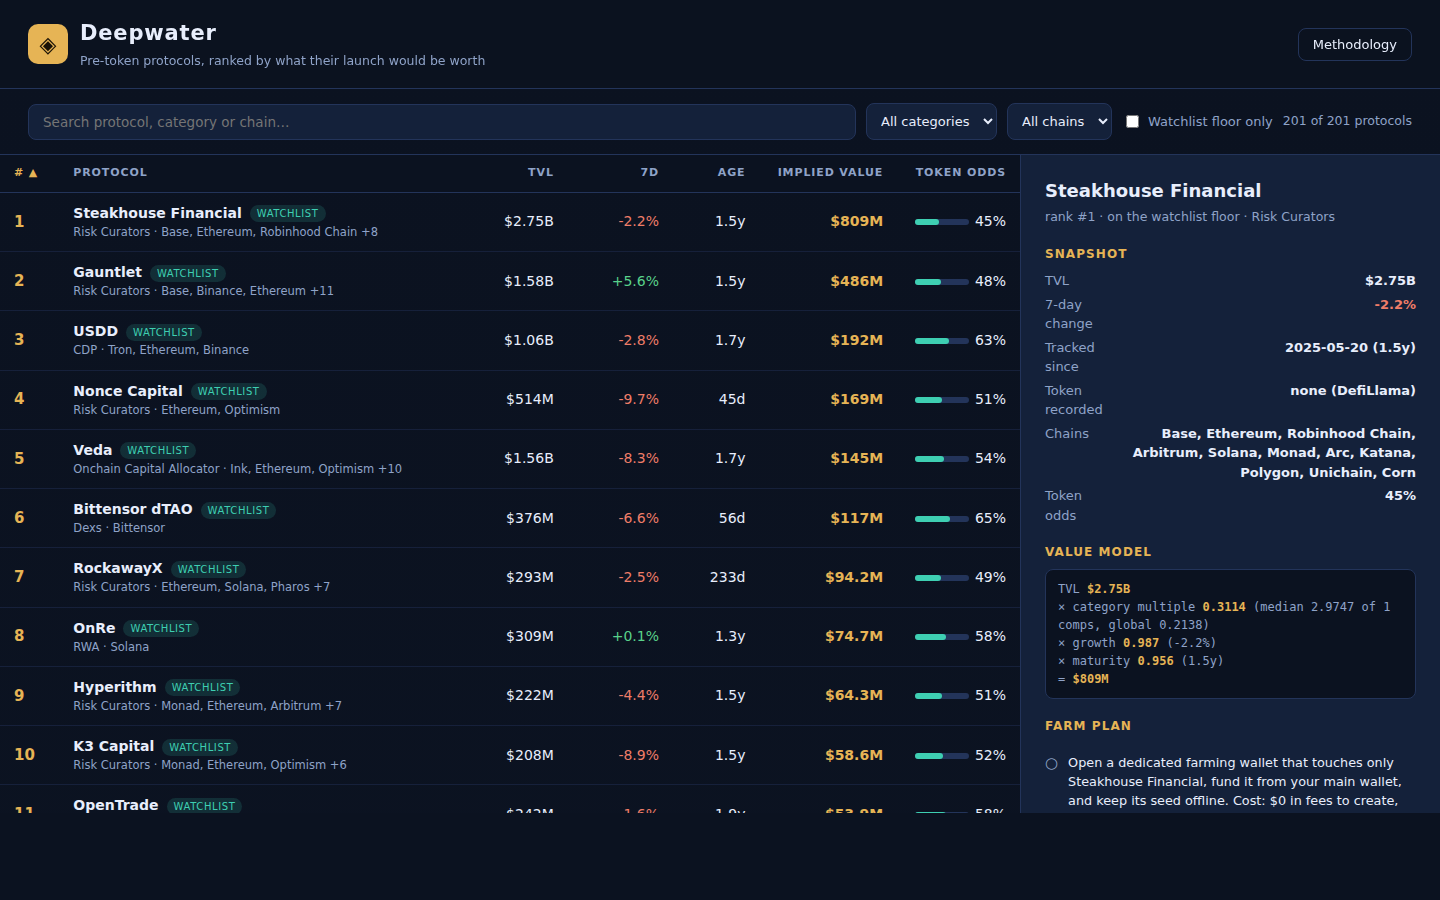 ◈
Deepwater
Pre-token protocols, ranked by what their launch would be worth
Methodology
Search protocol, category or chain…
All categories
All chains
Watchlist floor only
201 of 201 protocols
# ▲ PROTOCOL TVL 7D AGE IMPLIED VALUE TOKEN ODDS
1 Steakhouse Financial WATCHLIST $2.75B -2.2% 1.5y $809M 45%
Risk Curators · Base, Ethereum, Robinhood Chain +8
2 Gauntlet WATCHLIST $1.58B +5.6% 1.5y $486M 48%
Risk Curators · Base, Binance, Ethereum +11
3 USDD WATCHLIST $1.06B -2.8% 1.7y $192M 63%
CDP · Tron, Ethereum, Binance
4 Nonce Capital WATCHLIST $514M -9.7% 45d $169M 51%
Risk Curators · Ethereum, Optimism
5 Veda WATCHLIST $1.56B -8.3% 1.7y $145M 54%
Onchain Capital Allocator · Ink, Ethereum, Optimism +10
6 Bittensor dTAO WATCHLIST $376M -6.6% 56d $117M 65%
Dexs · Bittensor
7 RockawayX WATCHLIST $293M -2.5% 233d $94.2M 49%
Risk Curators · Ethereum, Solana, Pharos +7
8 OnRe WATCHLIST $309M +0.1% 1.3y $74.7M 58%
RWA · Solana
9 Hyperithm WATCHLIST $222M -4.4% 1.5y $64.3M 51%
Risk Curators · Monad, Ethereum, Arbitrum +7
10 K3 Capital WATCHLIST $208M -8.9% 1.5y $58.6M 52%
Risk Curators · Monad, Ethereum, Optimism +6
11 OpenTrade WATCHLIST
Steakhouse Financial
rank #1 · on the watchlist floor · Risk Curators
SNAPSHOT
TVL $2.75B
7-day change -2.2%
Tracked since 2025-05-20 (1.5y)
Token recorded none (DefiLlama)
Chains Base, Ethereum, Robinhood Chain,
Arbitrum, Solana, Monad, Arc, Katana,
Polygon, Unichain, Corn
Token odds 45%
VALUE MODEL
TVL $2.75B
× category multiple 0.3114 (median 2.9747 of 1
comps, global 0.2138)
× growth 0.987 (-2.2%)
× maturity 0.956 (1.5y)
= $809M
FARM PLAN
Open a dedicated farming wallet that touches only
Steakhouse Financial, fund it from your main wallet,
and keep its seed offline. Cost: $0 in fees to create,